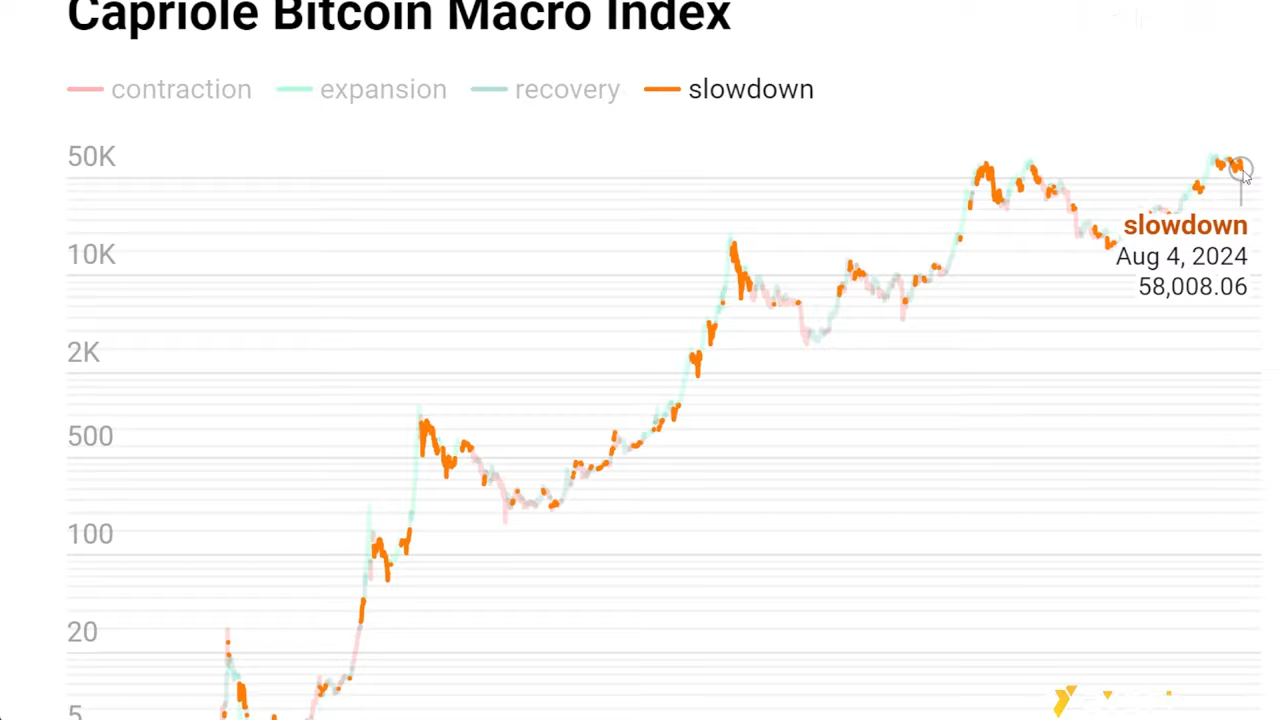 Capriole Bitcoin Macro Index
contraction expansion recovery slowdown
50K
10K
2K
500
100
20
5
slowdown
Aug 4, 2024
58,008.06